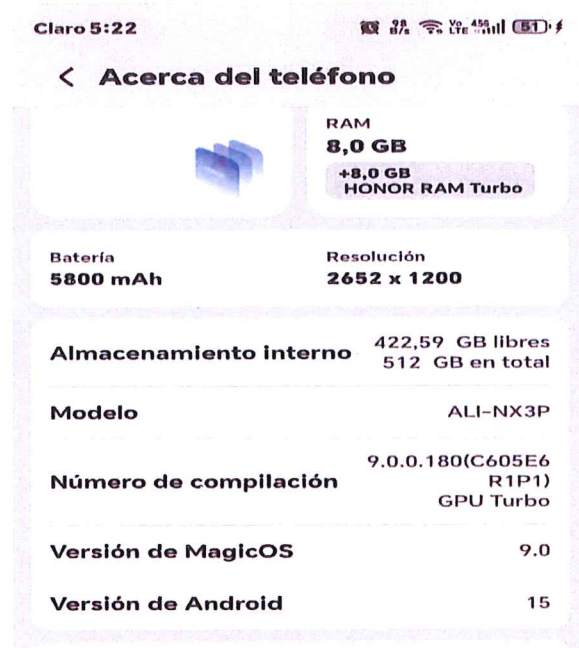 Claro 5:22
51
Acerca del teléfono
RAM
8,0 GB
+8,0 GB
HONOR RAM Turbo
Batería
5800 mAh
Resolución
2652 x 1200
Almacenamiento interno
422,59 GB libres
512 GB en total
Modelo
ALI-NX3P
Número de compilación
9.0.0.180(C605E6
R1P1)
GPU Turbo
Versión de MagicOS
9.0
Versión de Android
15